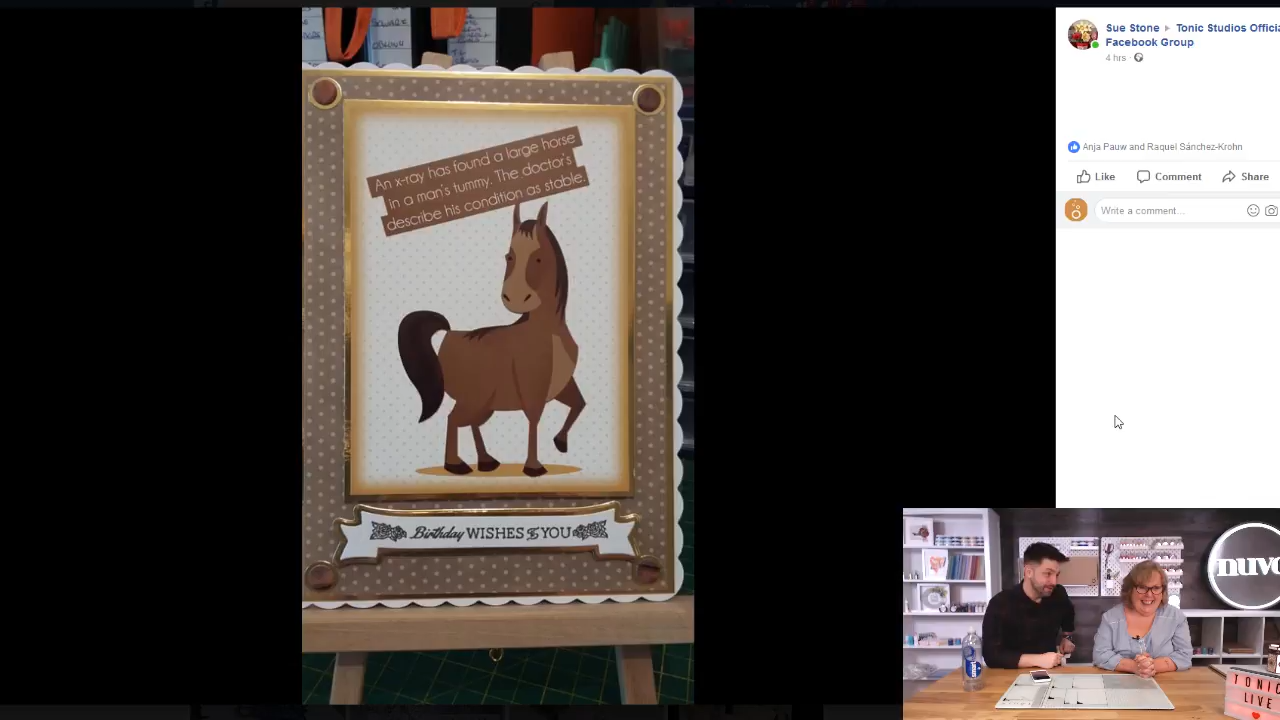 Sue Stone ▸ Tonic Studios Offici
Facebook Group
4 hrs
Anja Pauw and Raquel Sánchez-Krohn
Like Comment Share
Write a comment...
An x-ray has found a large horse
in a man's tummy. The doctor's
describe his condition as stable.
Birthday WISHES to YOU
nuvo
TONIC
LIVE